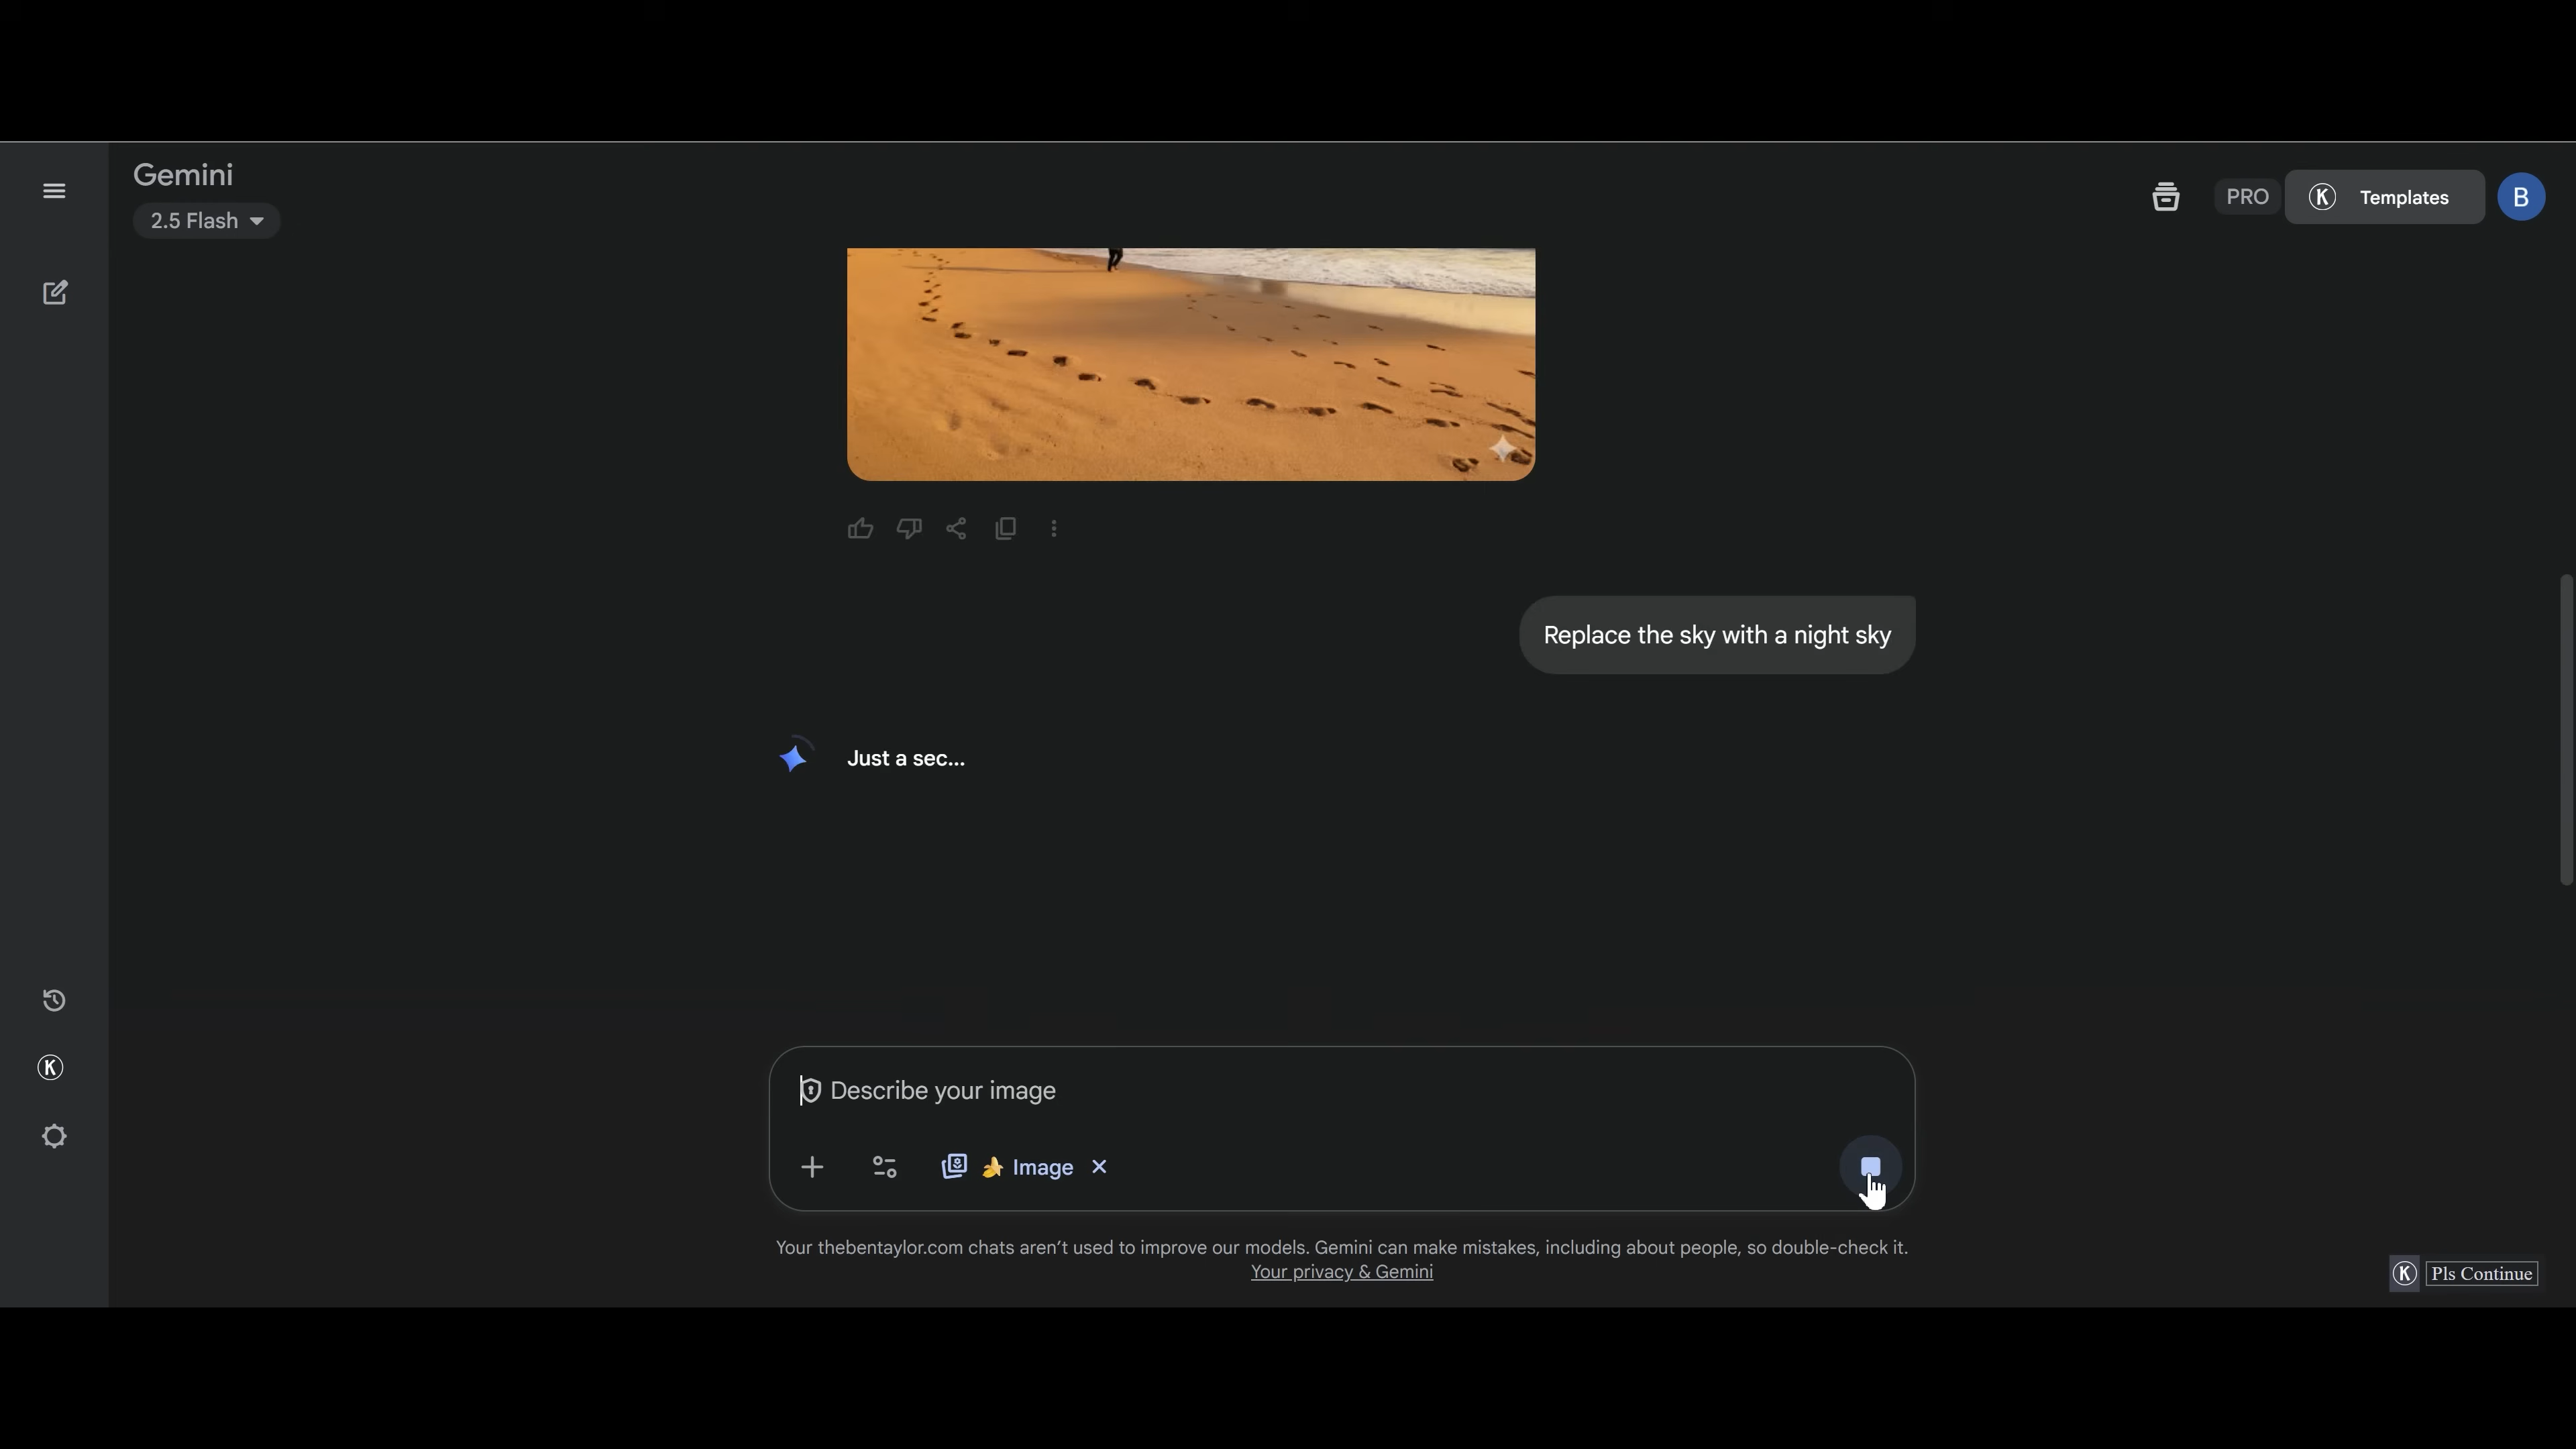 Gemini
2.5 Flash
PRO
K Templates
B
Replace the sky with a night sky
Just a sec...
K
Describe your image
Image
Your thebentaylor.com chats aren't used to improve our models. Gemini can make mistakes, including about people, so double-check it.
Your privacy & Gemini
K Pls Continue